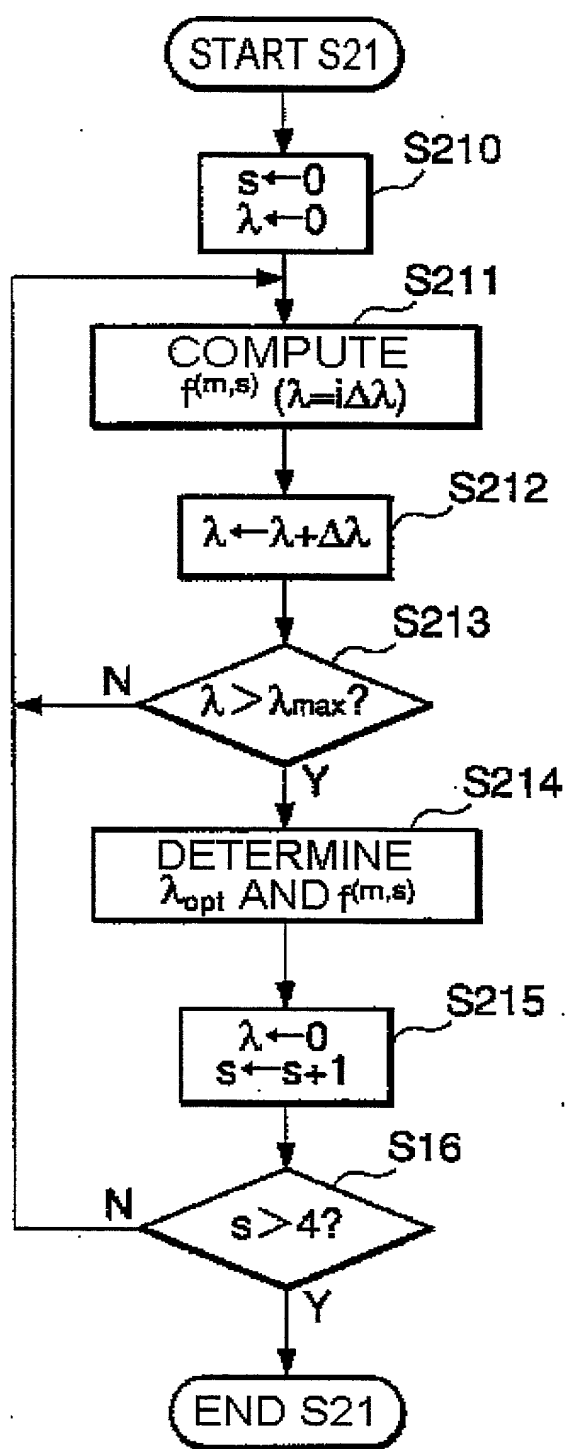 START S21
S210
s←0
λ←0
S211
COMPUTE
f(m,s) (λ=iΔλ)
S212
λ←λ+Δλ
S213
N
λ>λmax?
Y
S214
DETERMINE
λopt AND f(m,s)
S215
λ←0
s←s+1
S16
N
s>4?
Y
END S21